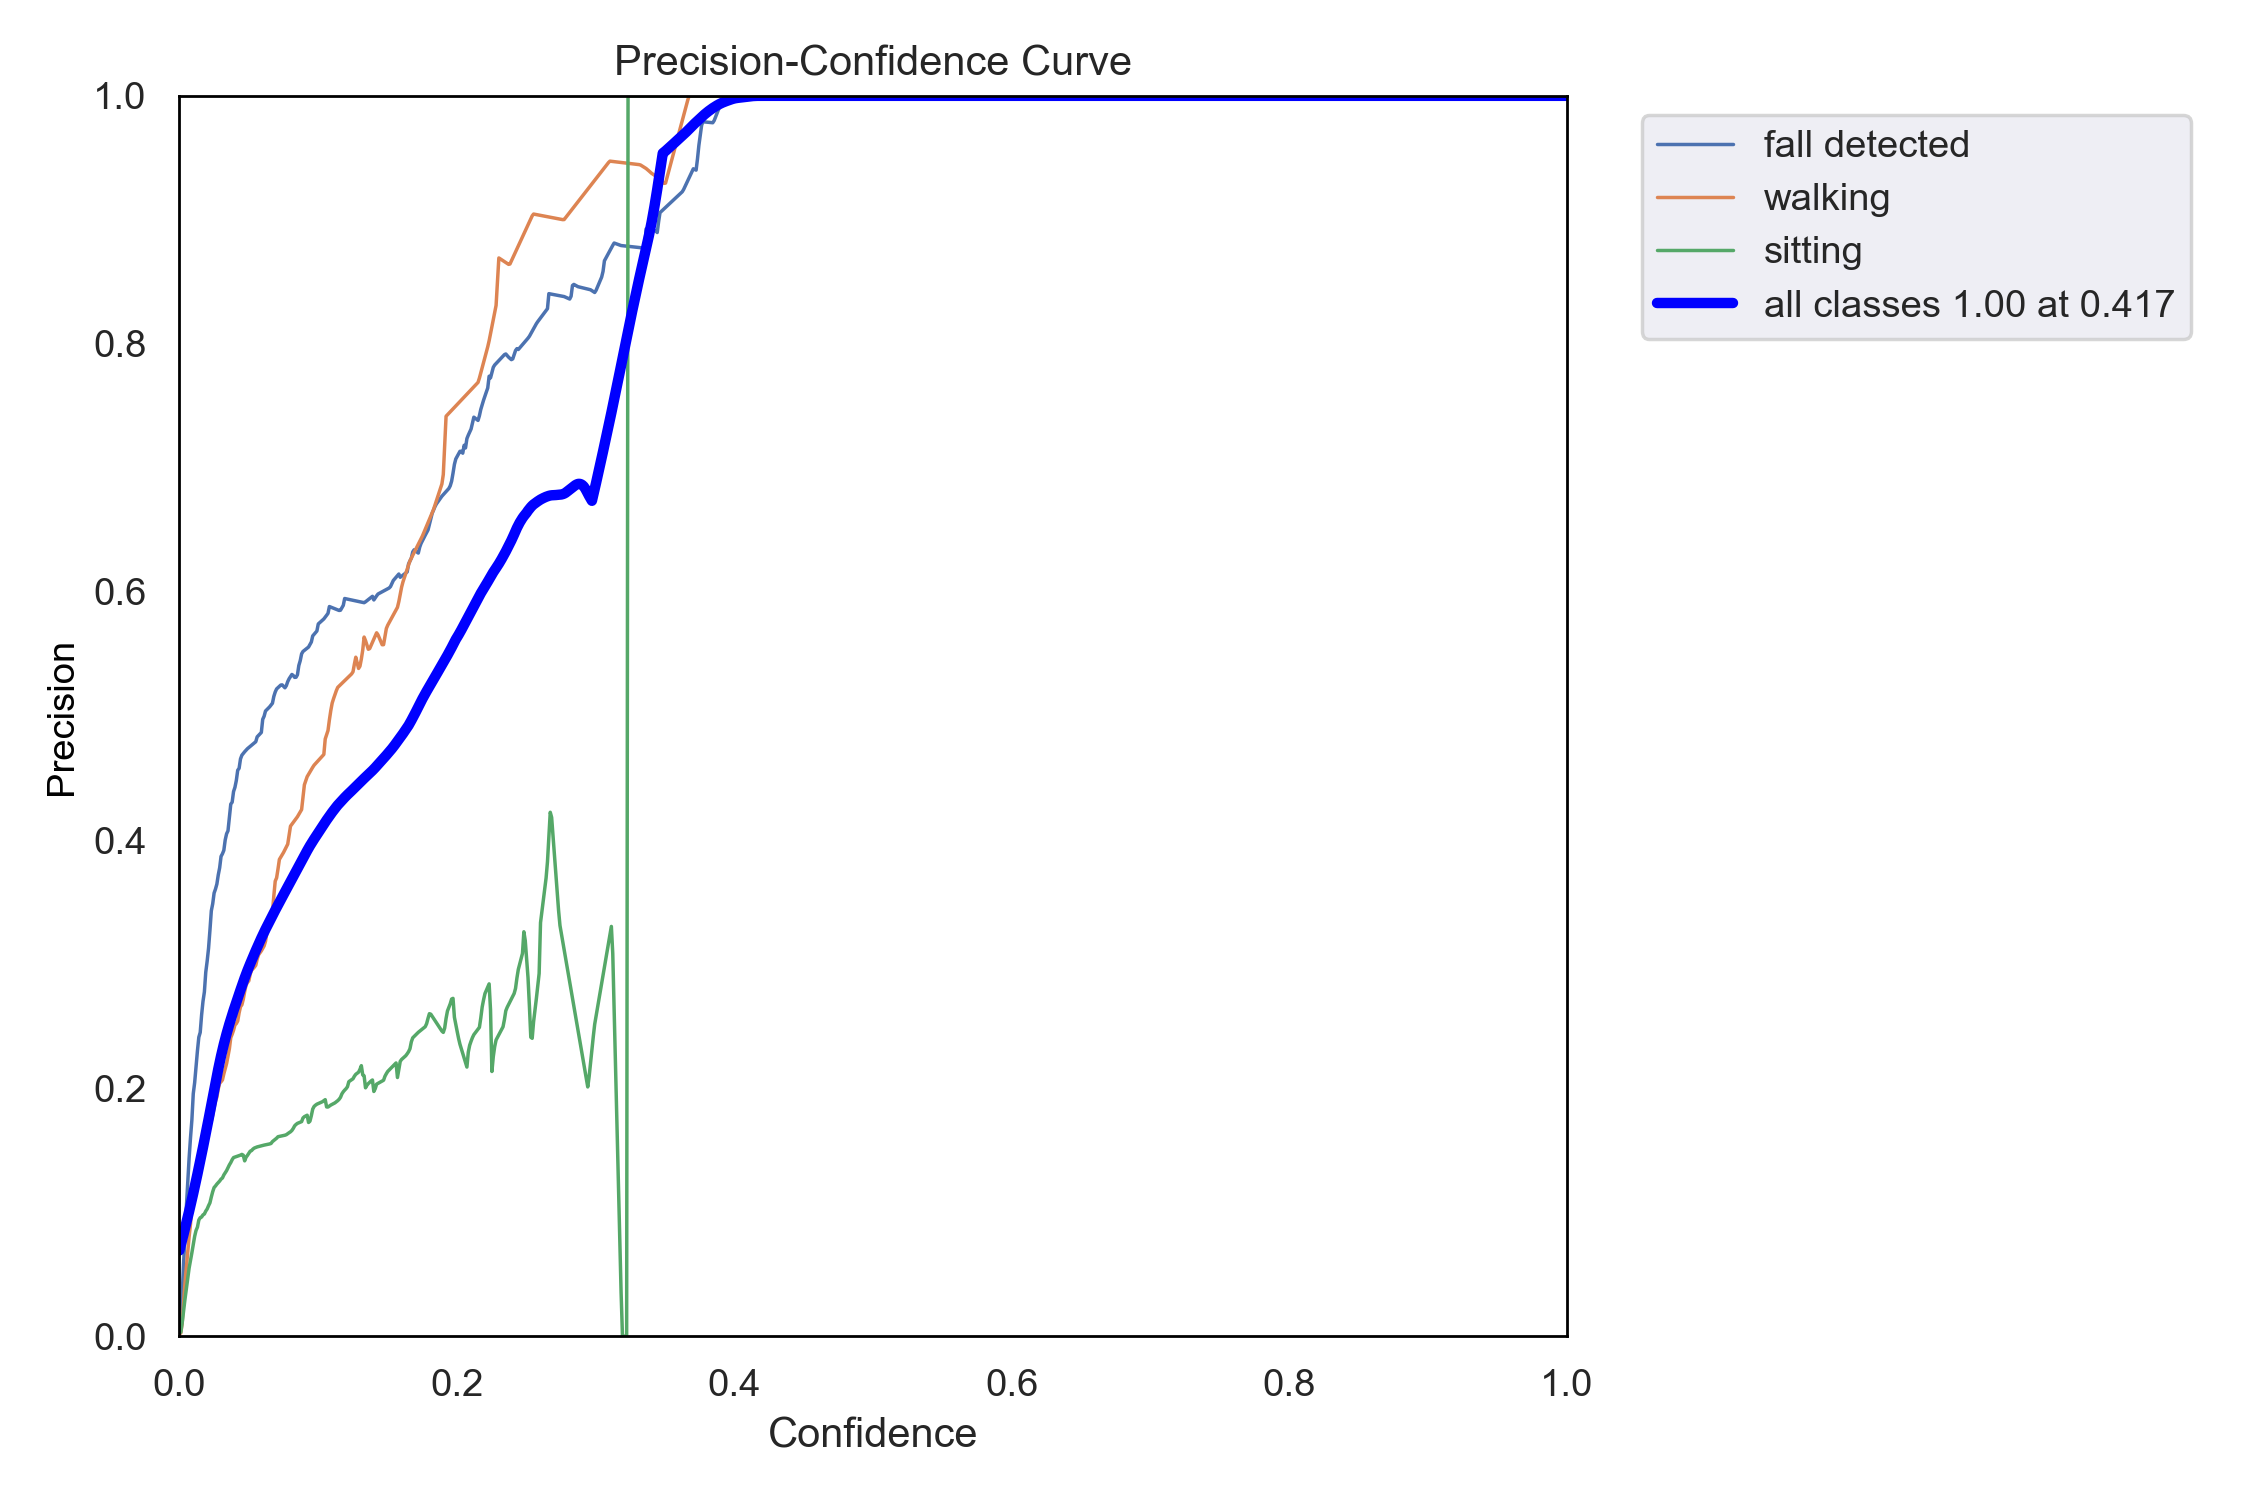 Precision-Confidence Curve
1.0
0.8
0.6
0.4
0.2
0.0
Precision
0.0 0.2 0.4 0.6 0.8 1.0
Confidence
fall detected
walking
sitting
all classes 1.00 at 0.417